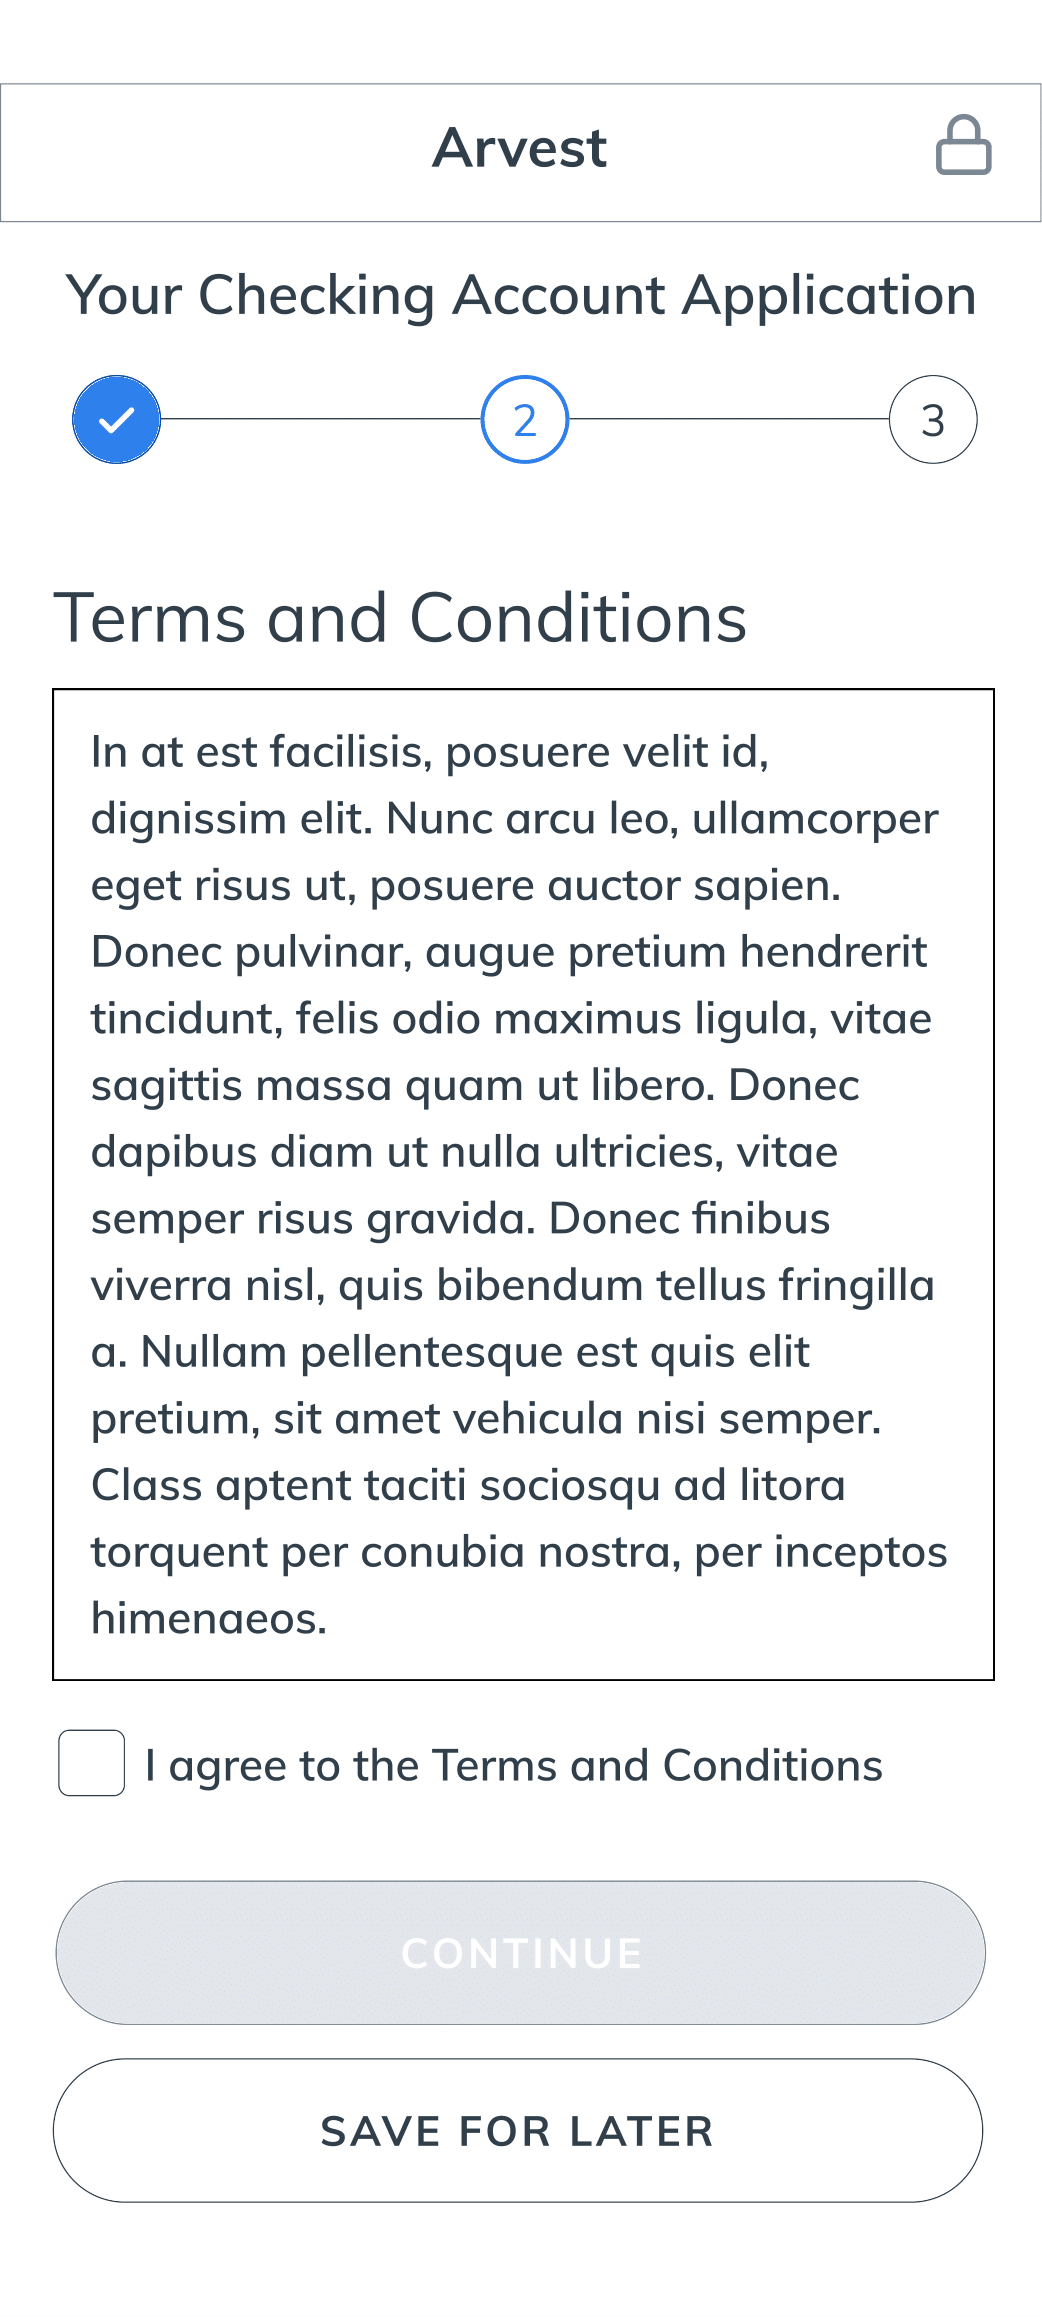 Arvest
Your Checking Account Application
2
3
Terms and Conditions
In at est facilisis, posuere velit id,
dignissim elit. Nunc arcu leo, ullamcorper
eget risus ut, posuere auctor sapien.
Donec pulvinar, augue pretium hendrerit
tincidunt, felis odio maximus ligula, vitae
sagittis massa quam ut libero. Donec
dapibus diam ut nulla ultricies, vitae
semper risus gravida. Donec finibus
viverra nisl, quis bibendum tellus fringilla
a. Nullam pellentesque est quis elit
pretium, sit amet vehicula nisi semper.
Class aptent taciti sociosqu ad litora
torquent per conubia nostra, per inceptos
himenaeos.
I agree to the Terms and Conditions
CONTINUE
SAVE FOR LATER